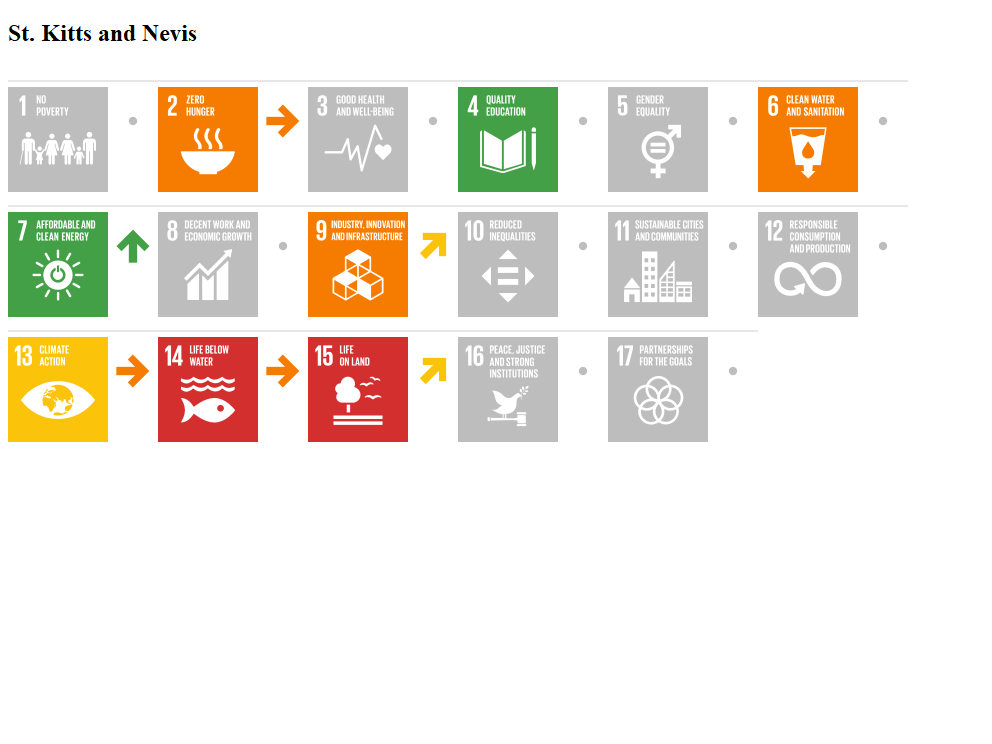 St. Kitts and Nevis
1 NO
POVERTY
2 ZERO
HUNGER
3 GOOD HEALTH
AND WELL-BEING
4 QUALITY
EDUCATION
5 GENDER
EQUALITY
6 CLEAN WATER
AND SANITATION
7 AFFORDABLE AND
CLEAN ENERGY
8 DECENT WORK AND
ECONOMIC GROWTH
9 INDUSTRY, INNOVATION
AND INFRASTRUCTURE
10 REDUCED
INEQUALITIES
11 SUSTAINABLE CITIES
AND COMMUNITIES
12 RESPONSIBLE
CONSUMPTION
AND PRODUCTION
13 CLIMATE
ACTION
14 LIFE BELOW
WATER
15 LIFE
ON LAND
16 PEACE, JUSTICE
AND STRONG
INSTITUTIONS
17 PARTNERSHIPS
FOR THE GOALS